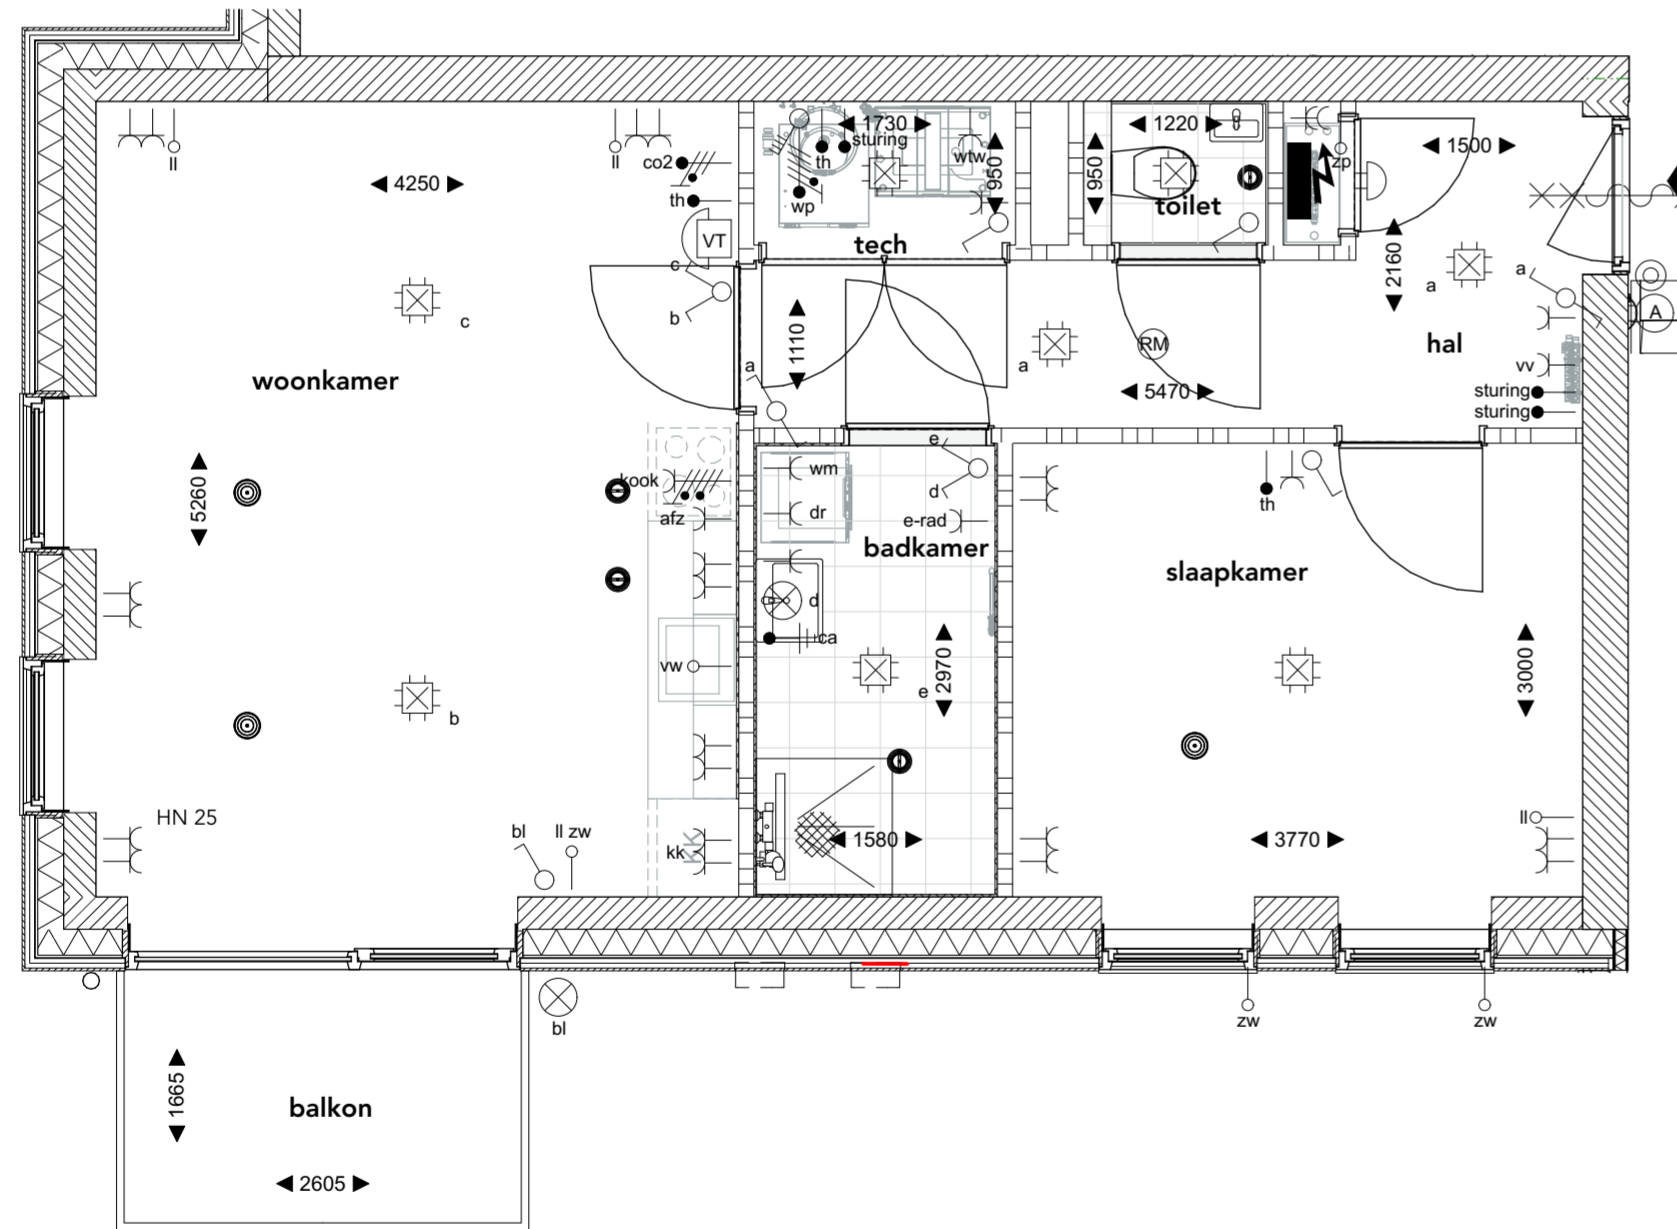 ll
ll
co2
th
4250
VT
c
b
c
woonkamer
1730
sturing
th
wtw
wp
950
tech
950
1220
toilet
zp
1500
2160
a
a
hal
A
1110
a
a
RM
5470
vv
sturing
sturing
5260
kook
afz
wm
dr
e
d
e-rad
badkamer
d
ca
e
2970
th
slaapkamer
3000
vw
b
HN 25
bl
ll zw
kk
KK
1580
3770
ll
bl
zw
zw
1665
balkon
2605